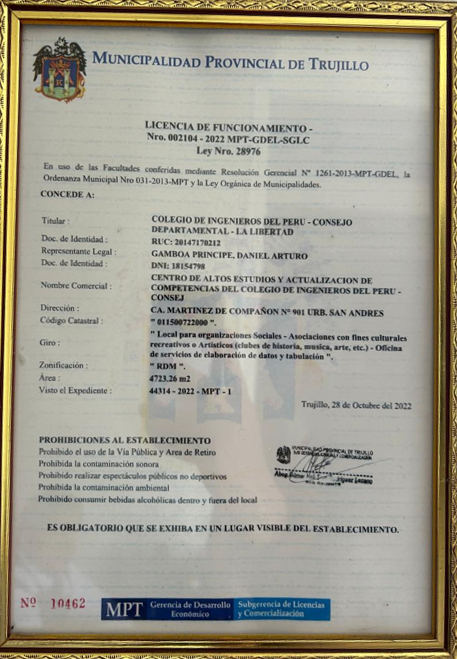 MUNICIPALIDAD PROVINCIAL DE TRUJILLO
LICENCIA DE FUNCIONAMIENTO -
Nro. 002104 - 2022 MPT-GDEL-SGLC
Ley Nro. 28976
En uso de las Facultades conferidas mediante Resolución Gerencial Nº 1261-2013-MPT-GDEL, la
Ordenanza Municipal Nro 031-2013-MPT y la Ley Orgánica de Municipalidades.
CONCEDE A:
Titular : COLEGIO DE INGENIEROS DEL PERU - CONSEJO
DEPARTAMENTAL - LA LIBERTAD
Doc. de Identidad : RUC: 20147170212
Representante Legal : GAMBOA PRINCIPE, DANIEL ARTURO
Doc. de Identidad : DNI: 18154798
Nombre Comercial : CENTRO DE ALTOS ESTUDIOS Y ACTUALIZACION DE
COMPETENCIAS DEL COLEGIO DE INGENIEROS DEL PERU -
CONSEJ
Dirección : CA. MARTINEZ DE COMPAÑON Nº 901 URB. SAN ANDRES
Código Catastral : " 011500722000 ".
Giro : " Local para organizaciones Sociales - Asociaciones con fines culturales
recreativos o Artísticos (clubes de historia, musica, arte, etc.) - Oficina
de servicios de elaboración de datos y tabulación ".
Zonificación : " RDM ".
Área : 4723.26 m2
Visto el Expediente : 44314 - 2022 - MPT - 1
Trujillo, 28 de Octubre del 2022
PROHIBICIONES AL ESTABLECIMIENTO
Prohibido el uso de la Vía Pública y Area de Retiro
Prohibida la contaminación sonora
Prohibido realizar espectáculos públicos no deportivos
Prohibida la contaminación ambiental
Prohibido consumir bebidas alcohólicas dentro y fuera del local
MUNICIPALIDAD PROVINCIAL DE TRUJILLO
ES OBLIGATORIO QUE SE EXHIBA EN UN LUGAR VISIBLE DEL ESTABLECIMIENTO.
Nº 10462
MPT Gerencia de Desarrollo Económico
Subgerencia de Licencias y Comercialización